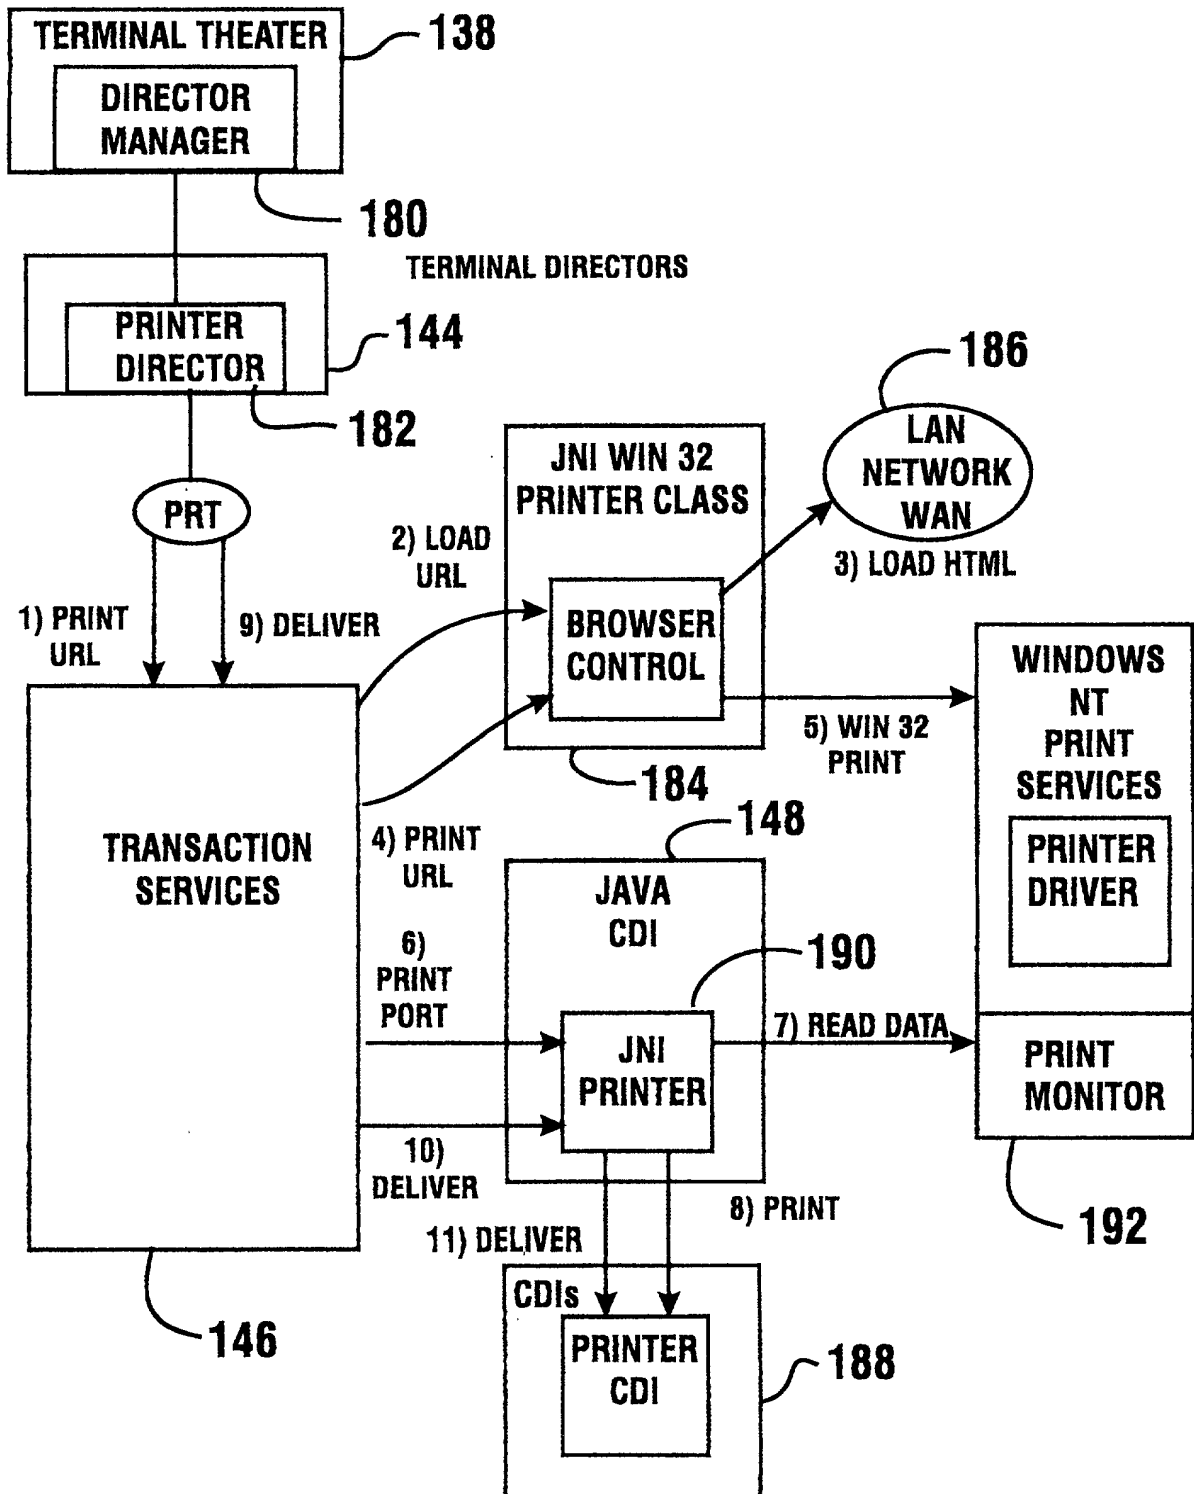 TERMINAL THEATER
138
DIRECTOR
MANAGER
180
TERMINAL DIRECTORS
PRINTER
DIRECTOR
144
182
PRT
1) PRINT
URL
9) DELIVER
2) LOAD
URL
JNI WIN 32
PRINTER CLASS
BROWSER
CONTROL
184
186
LAN
NETWORK
WAN
3) LOAD HTML
TRANSACTION
SERVICES
146
4) PRINT
URL
5) WIN 32
PRINT
WINDOWS
NT
PRINT
SERVICES
PRINTER
DRIVER
148
JAVA
CDI
190
6)
PRINT
PORT
JNI
PRINTER
7) READ DATA
PRINT
MONITOR
192
10)
DELIVER
8) PRINT
11) DELIVER
CDIs
PRINTER
CDI
188